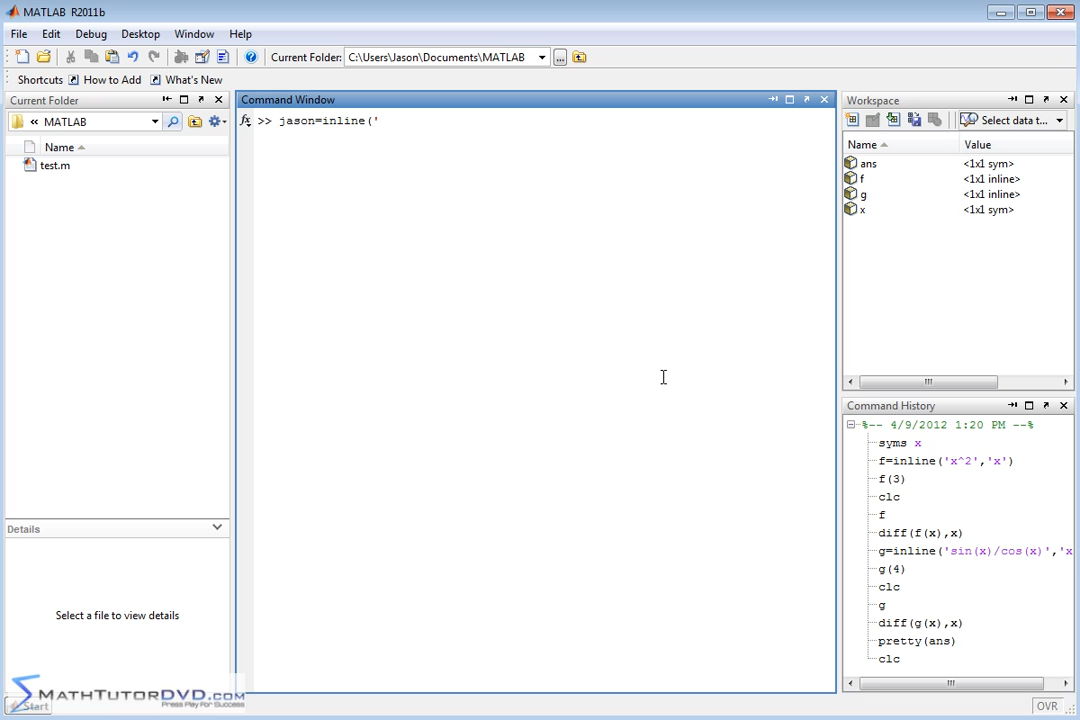 MATLAB R2011b
File Edit Debug Desktop Window Help
Current Folder: C:\Users\Jason\Documents\MATLAB ...
Shortcuts How to Add What's New
Current Folder
« MATLAB
Name
test.m
Details
Select a file to view details
Command Window
fx >> jason=inline('
Workspace
Select data t...
Name Value
ans <1x1 sym>
f <1x1 inline>
g <1x1 inline>
x <1x1 sym>
Command History
%-- 4/9/2012 1:20 PM --%
syms x
f=inline('x^2','x')
f(3)
clc
f
diff(f(x),x)
g=inline('sin(x)/cos(x)','x
g(4)
clc
g
diff(g(x),x)
pretty(ans)
clc
MATHTUTORDVD.COM
Press Play For Success
Start
OVR